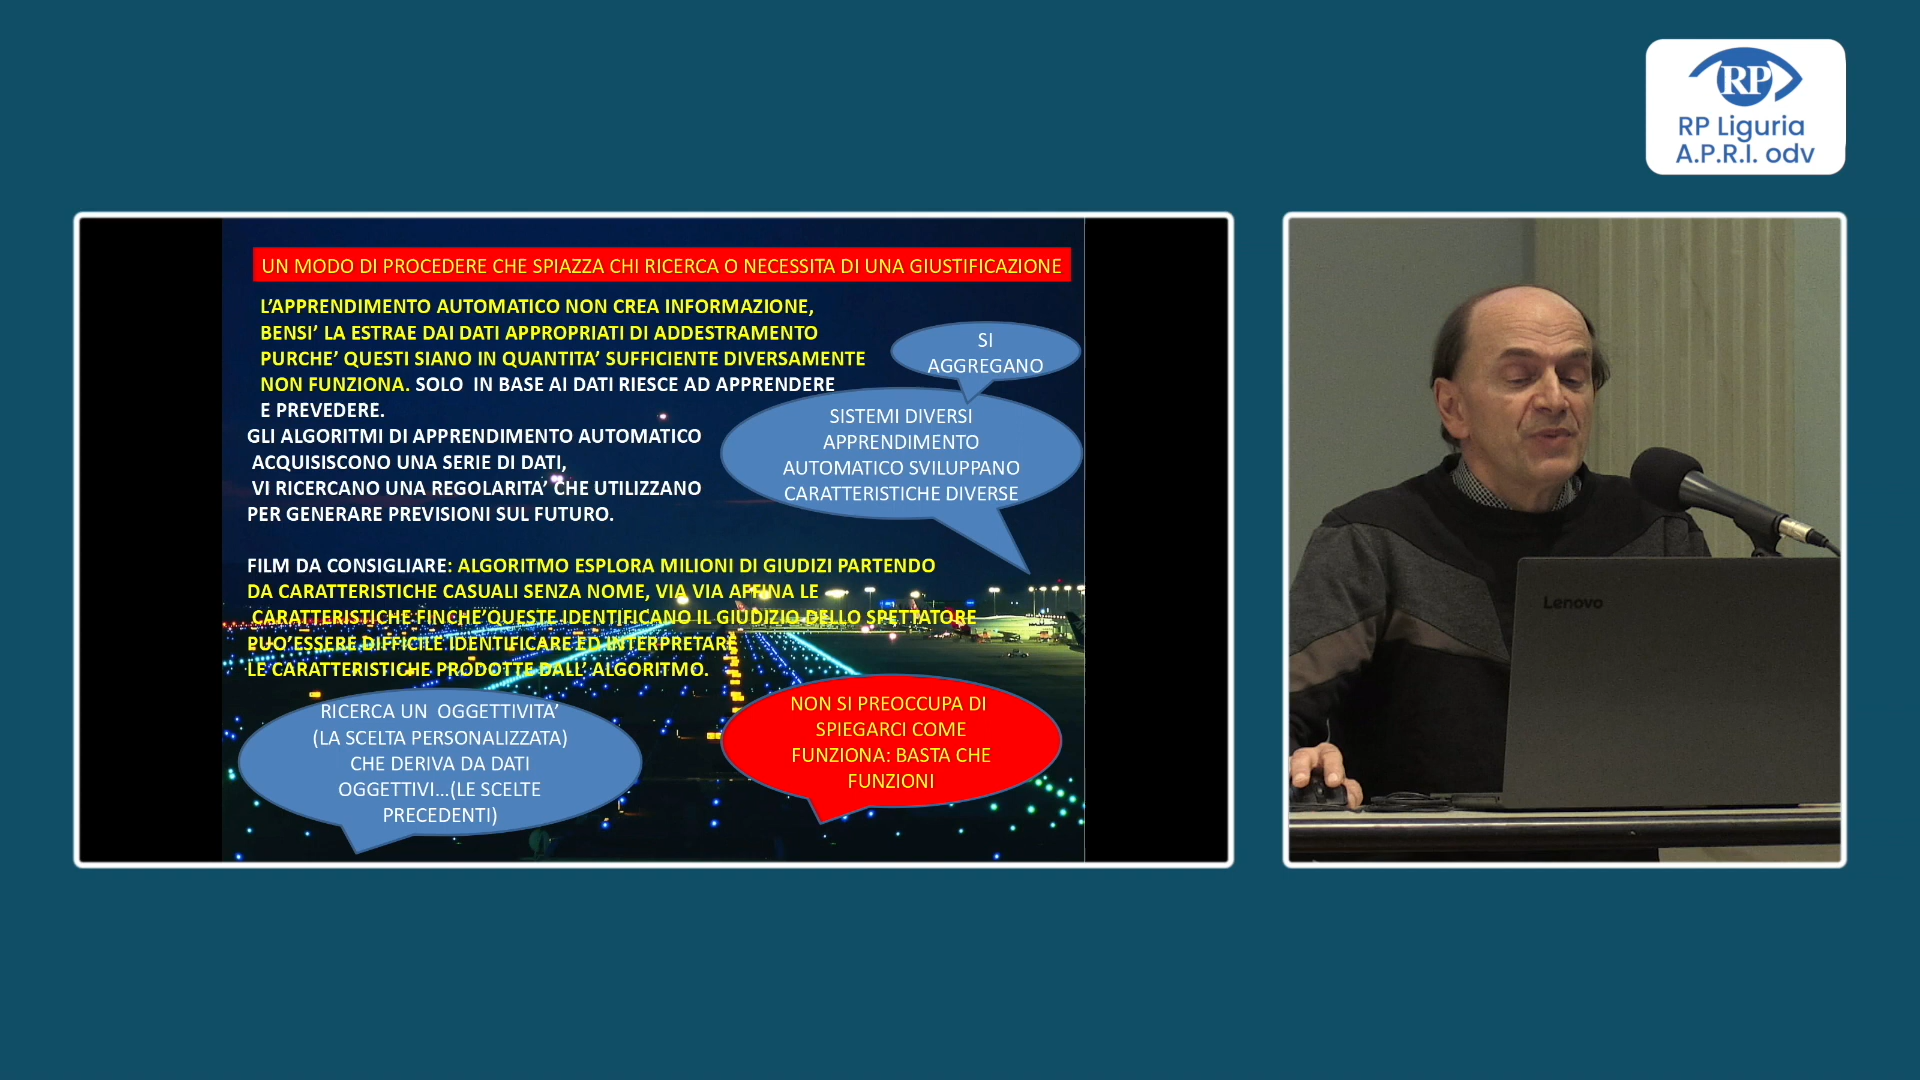 RP
RP Liguria
A.P.R.I. odv
UN MODO DI PROCEDERE CHE SPIAZZA CHI RICERCA O NECESSITA DI UNA GIUSTIFICAZIONE
L'APPRENDIMENTO AUTOMATICO NON CREA INFORMAZIONE,
BENSI' LA ESTRAE DAI DATI APPROPRIATI DI ADDESTRAMENTO
PURCHE' QUESTI SIANO IN QUANTITA' SUFFICIENTE DIVERSAMENTE
NON FUNZIONA. SOLO IN BASE AI DATI RIESCE AD APPRENDERE
E PREVEDERE.
GLI ALGORITMI DI APPRENDIMENTO AUTOMATICO
ACQUISISCONO UNA SERIE DI DATI,
VI RICERCANO UNA REGOLARITA' CHE UTILIZZANO
PER GENERARE PREVISIONI SUL FUTURO.
SI
AGGREGANO
SISTEMI DIVERSI
APPRENDIMENTO
AUTOMATICO SVILUPPANO
CARATTERISTICHE DIVERSE
FILM DA CONSIGLIARE: ALGORITMO ESPLORA MILIONI DI GIUDIZI PARTENDO
DA CARATTERISTICHE CASUALI SENZA NOME, VIA VIA AFFINA LE
CARATTERISTICHE FINCHE'QUESTE IDENTIFICANO IL GIUDIZIO DELLO SPETTATORE
PUO'ESSERE DIFFICILE IDENTIFICARE ED INTERPRETARE
LE CARATTERISTICHE PRODOTTE DALL' ALGORITMO.
RICERCA UN OGGETTIVITA'
(LA SCELTA PERSONALIZZATA)
CHE DERIVA DA DATI
OGGETTIVI...(LE SCELTE
PRECEDENTI)
NON SI PREOCCUPA DI
SPIEGARCI COME
FUNZIONA: BASTA CHE
FUNZIONI
Lenovo